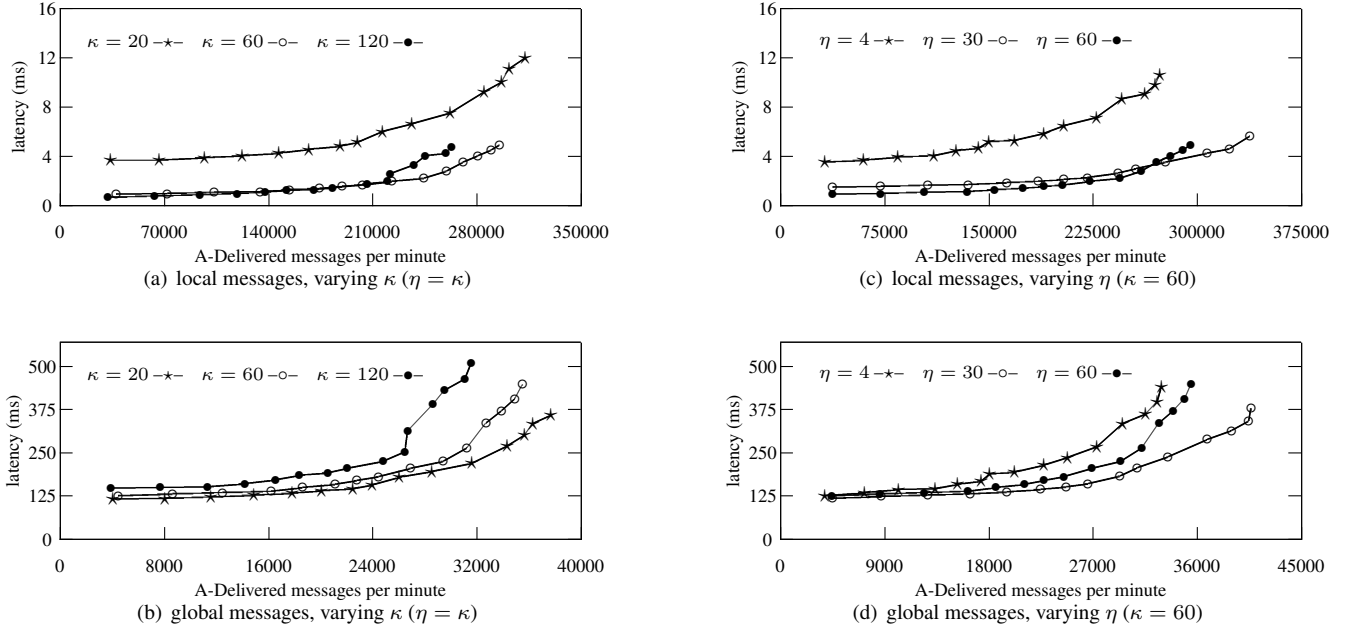 16
12
8
4
0
latency (ms)
κ = 20 κ = 60 κ = 120
0 70000 140000 210000 280000 350000
A-Delivered messages per minute
(a) local messages, varying κ (η = κ)
16
12
8
4
0
latency (ms)
η = 4 η = 30 η = 60
0 75000 150000 225000 300000 375000
A-Delivered messages per minute
(c) local messages, varying η (κ = 60)
500
375
250
125
0
latency (ms)
κ = 20 κ = 60 κ = 120
0 8000 16000 24000 32000 40000
A-Delivered messages per minute
(b) global messages, varying κ (η = κ)
500
375
250
125
0
latency (ms)
η = 4 η = 30 η = 60
0 9000 18000 27000 36000 45000
A-Delivered messages per minute
(d) global messages, varying η (κ = 60)